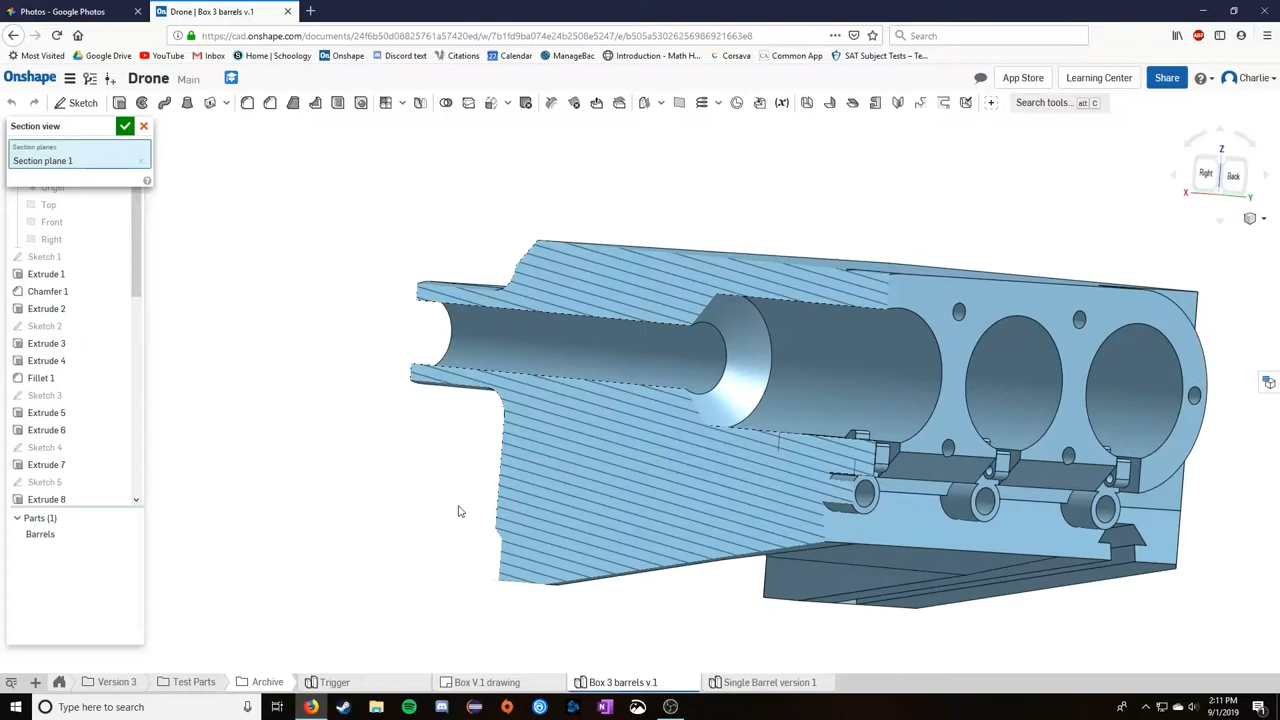 Photos - Google Photos
On. Drone | Box 3 barrels v.1
https://cad.onshape.com/documents/24f6b50d08825761a57420ed/w/7b1fd9ba074e24b2508e5247/e/b505a53026256986921663e8
Search
Most Visited Google Drive YouTube Inbox Home | Schoology Onshape Discord text Citations Calendar ManageBac Introduction - Math H... Corsava Common App SAT Subject Tests – Te...
Onshape Drone Main App Store Learning Center Share Charlie
Sketch (x) Search tools... alt C
Section view
Section planes
Section plane 1
Origin
Top
Front
Right
Sketch 1
Extrude 1
Chamfer 1
Extrude 2
Sketch 2
Extrude 3
Extrude 4
Fillet 1
Sketch 3
Extrude 5
Extrude 6
Sketch 4
Extrude 7
Sketch 5
Extrude 8
Parts (1)
Barrels
Z
Right Back
X Y
Version 3 Test Parts Archive Trigger Box V.1 drawing Box 3 barrels v.1 Single Barrel version 1
Type here to search
2:11 PM
9/1/2019